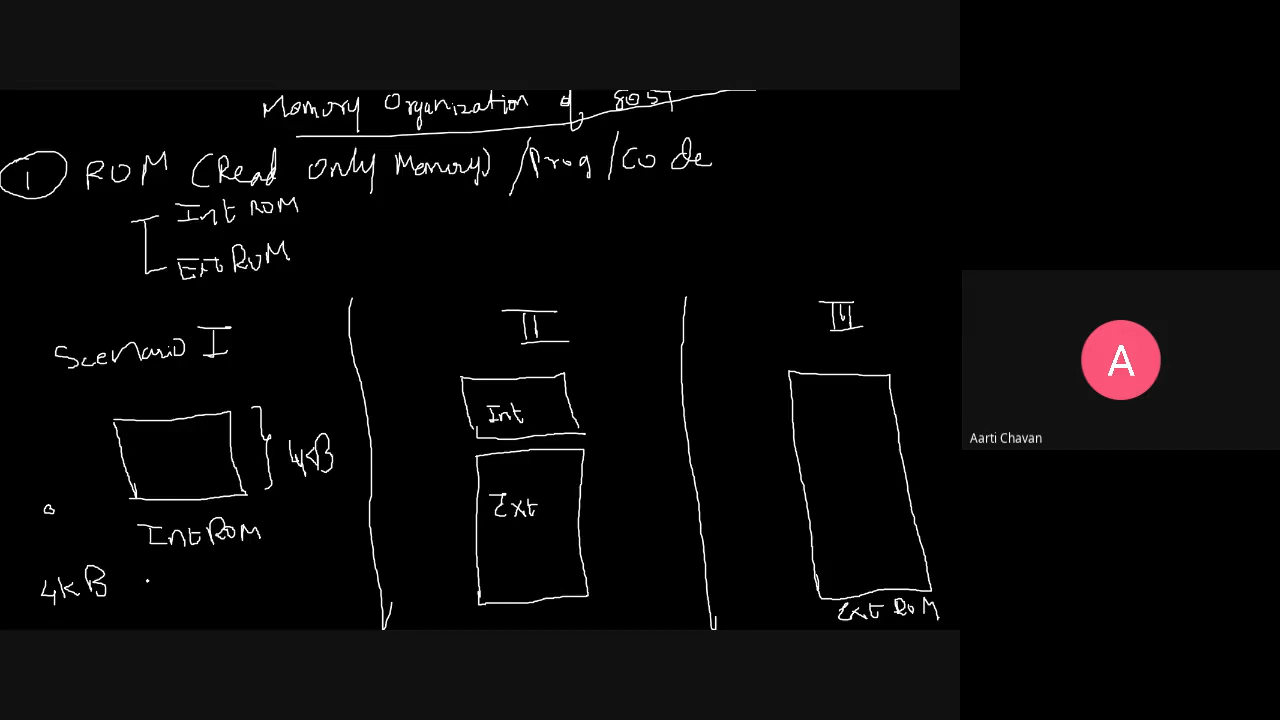 Memory Organization of 8051
1 ROM (Read Only Memory) /Prog/Code
Int ROM
Ext ROM
Scenario I
II
III
Int
4KB
Ext
Int ROM
4KB
Ext ROM
A
Aarti Chavan